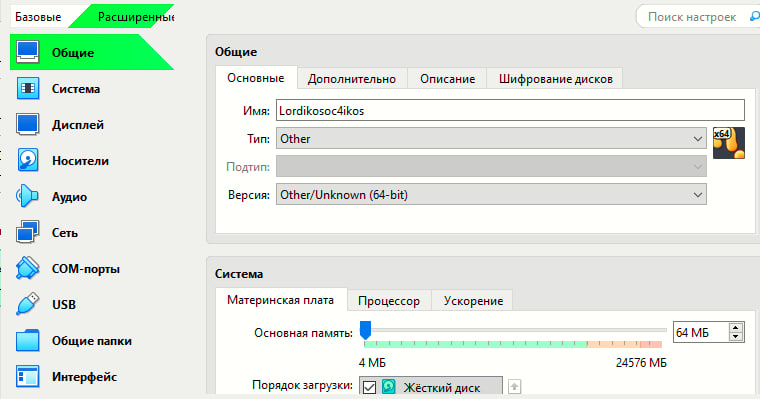 Базовые
Расширенные
Поиск настроек
Общие
Система
Дисплей
Носители
Аудио
Сеть
COM-порты
USB
Общие папки
Интерфейс
Общие
Основные
Дополнительно
Описание
Шифрование дисков
Имя: Lordikosoc4ikos
Тип: Other
x64
Подтип:
Версия: Other/Unknown (64-bit)
Система
Материнская плата
Процессор
Ускорение
Основная память:
64 МБ
4 МБ
24576 МБ
Порядок загрузки:
Жёсткий диск